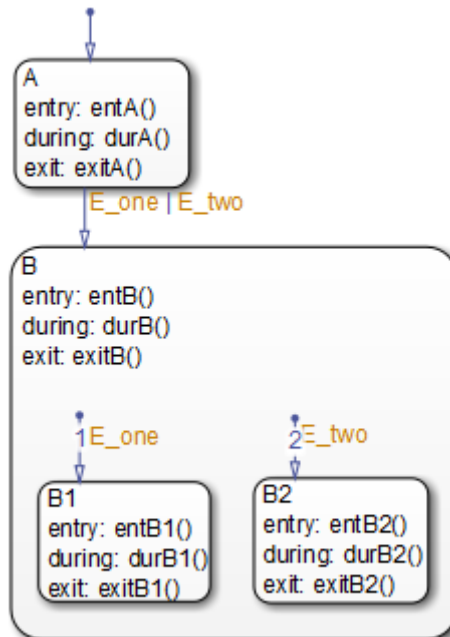 A
entry: entA()
during: durA()
exit: exitA()
E_one | E_two
B
entry: entB()
during: durB()
exit: exitB()
1 E_one
2 E_two
B1
entry: entB1()
during: durB1()
exit: exitB1()
B2
entry: entB2()
during: durB2()
exit: exitB2()